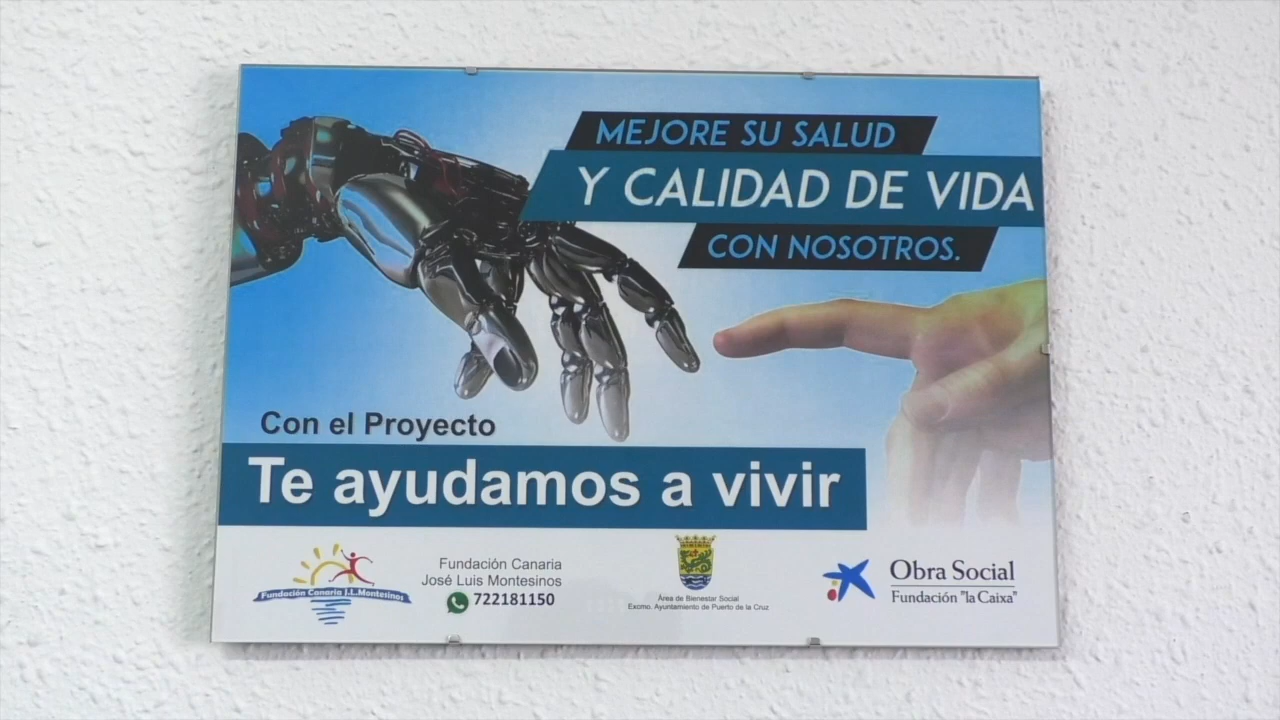 MEJORE SU SALUD
Y CALIDAD DE VIDA
CON NOSOTROS.
Con el Proyecto
Te ayudamos a vivir
Fundación Canaria J.L.Montesinos
Fundación Canaria
José Luis Montesinos
722181150
Área de Bienestar Social
Excmo. Ayuntamiento de Puerto de la Cruz
Obra Social
Fundación "la Caixa"